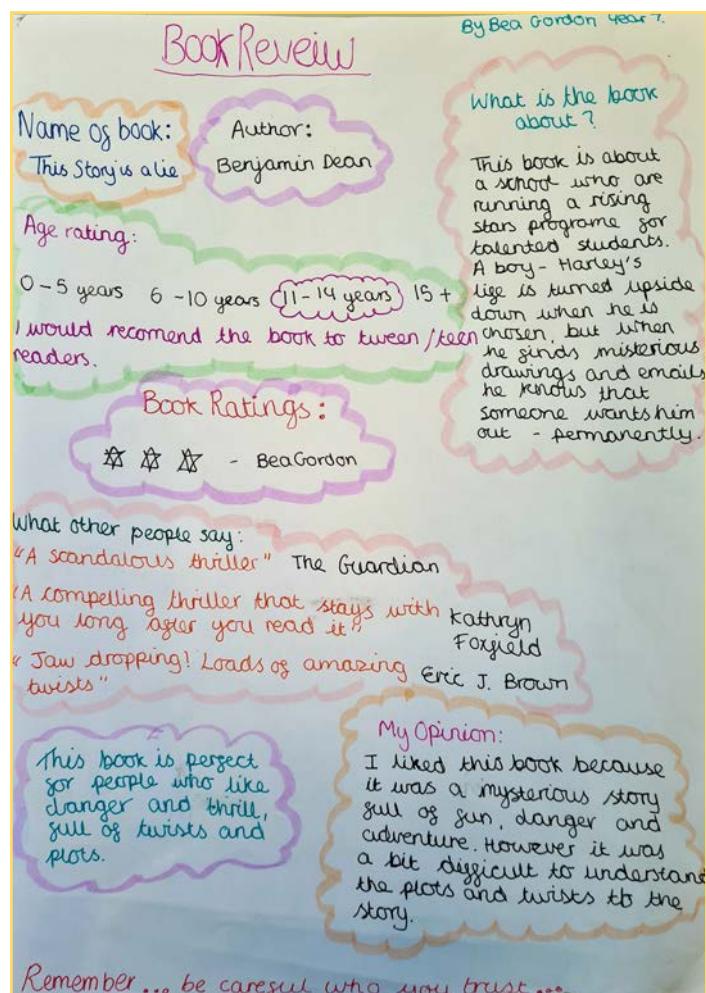 By Bea Gordon Year 7.
Book Reveiw
Name of book:
This Story is a lie
Author:
Benjamin Dean
What is the book
about?
This book is about
a school who are
running a rising
stars programe for
talented students.
A boy - Harley's
life is turned upside
down when he is
chosen, but when
he finds misterious
drawings and emails
he knows that
someone wants him
out - permanently.
Age rating:
0-5 years 6-10 years 11-14 years 15+
I would recomend the book to tween/teen
readers.
Book Ratings:
- Bea Gordon
What other people say:
"A scandalous thriller" The Guardian
"A compelling thriller that stays with
you long after you read it" Kathryn
Foxfield
"Jaw dropping! Loads of amazing
twists" Eric J. Brown
This book is perfect
for people who like
danger and thrill,
full of twists and
plots.
My Opinion:
I liked this book because
it was a mysterious story
full of fun, danger and
adventure. However it was
a bit difficult to understand
the plots and twists to the
story.
Remember... be careful who you trust...